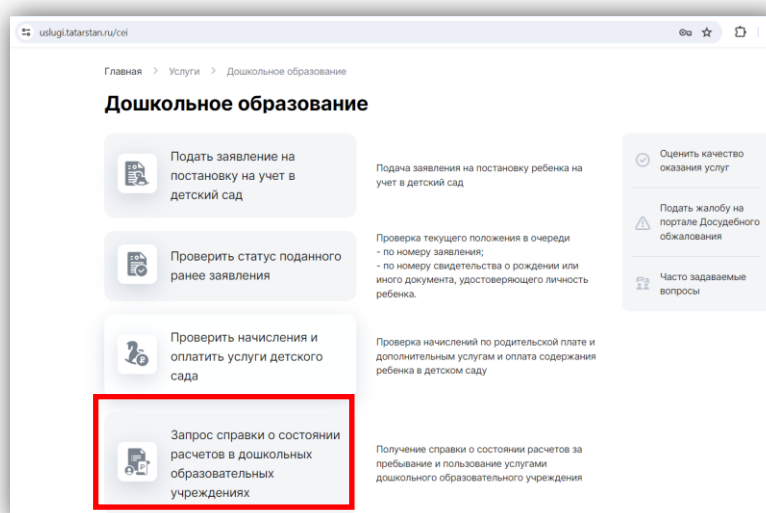 uslugi.tatarstan.ru/cei
Главная > Услуги > Дошкольное образование
Дошкольное образование
Подать заявление на
постановку на учет в
детский сад
Подача заявления на постановку ребенка на
учет в детский сад
Проверить статус поданного
ранее заявления
Проверка текущего положения в очереди
- по номеру заявления;
- по номеру свидетельства о рождении или
иного документа, удостоверяющего личность
ребенка.
Проверить начисления и
оплатить услуги детского
сада
Проверка начислений по родительской плате и
дополнительным услугам и оплата содержания
ребенка в детском саду
Запрос справки о состоянии
расчетов в дошкольных
образовательных
учреждениях
Получение справки о состоянии расчетов за
пребывание и пользование услугами
дошкольного образовательного учреждения
Оценить качество
оказания услуг
Подать жалобу на
портале Досудебного
обжалования
Часто задаваемые
вопросы